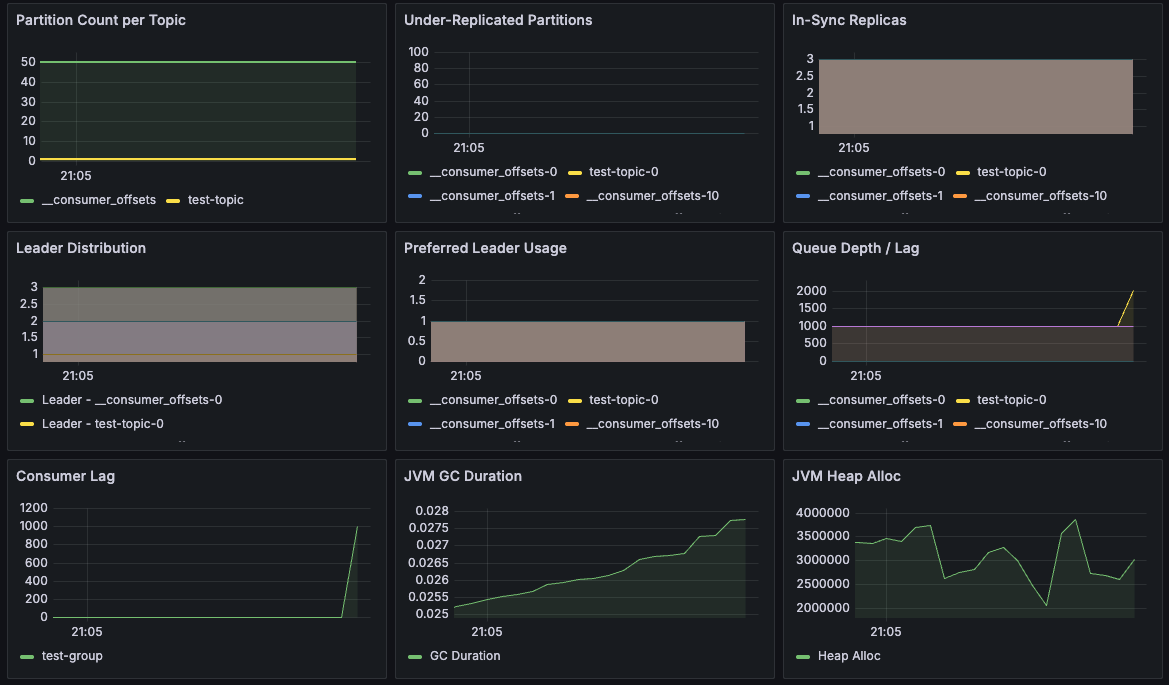 Partition Count per Topic
50
40
30
20
10
0
21:05
__consumer_offsets test-topic
Under-Replicated Partitions
100
80
60
40
20
0
21:05
__consumer_offsets-0 test-topic-0
__consumer_offsets-1 __consumer_offsets-10
In-Sync Replicas
3
2.5
2
1.5
1
21:05
__consumer_offsets-0 test-topic-0
__consumer_offsets-1 __consumer_offsets-10
Leader Distribution
3
2.5
2
1.5
1
21:05
Leader - __consumer_offsets-0
Leader - test-topic-0
Preferred Leader Usage
2
1.5
1
0.5
0
21:05
__consumer_offsets-0 test-topic-0
__consumer_offsets-1 __consumer_offsets-10
Queue Depth / Lag
2000
1500
1000
500
0
21:05
__consumer_offsets-0 test-topic-0
__consumer_offsets-1 __consumer_offsets-10
Consumer Lag
1200
1000
800
600
400
200
0
21:05
test-group
JVM GC Duration
0.028
0.0275
0.027
0.0265
0.026
0.0255
0.025
21:05
GC Duration
JVM Heap Alloc
4000000
3500000
3000000
2500000
2000000
21:05
Heap Alloc